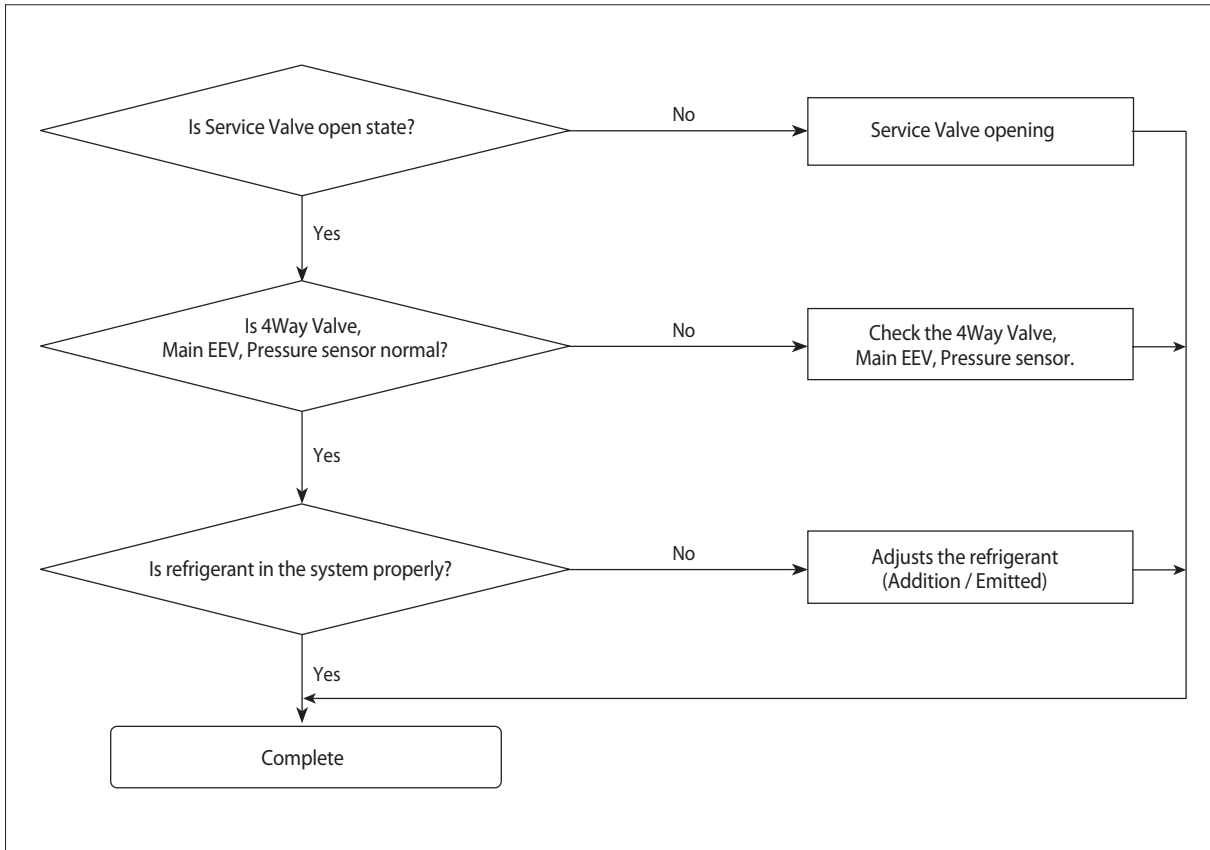 Is Service Valve open state?
No
Service Valve opening
Yes
Is 4Way Valve,
Main EEV, Pressure sensor normal?
No
Check the 4Way Valve,
Main EEV, Pressure sensor.
Yes
Is refrigerant in the system properly?
No
Adjusts the refrigerant
(Addition / Emitted)
Yes
Complete